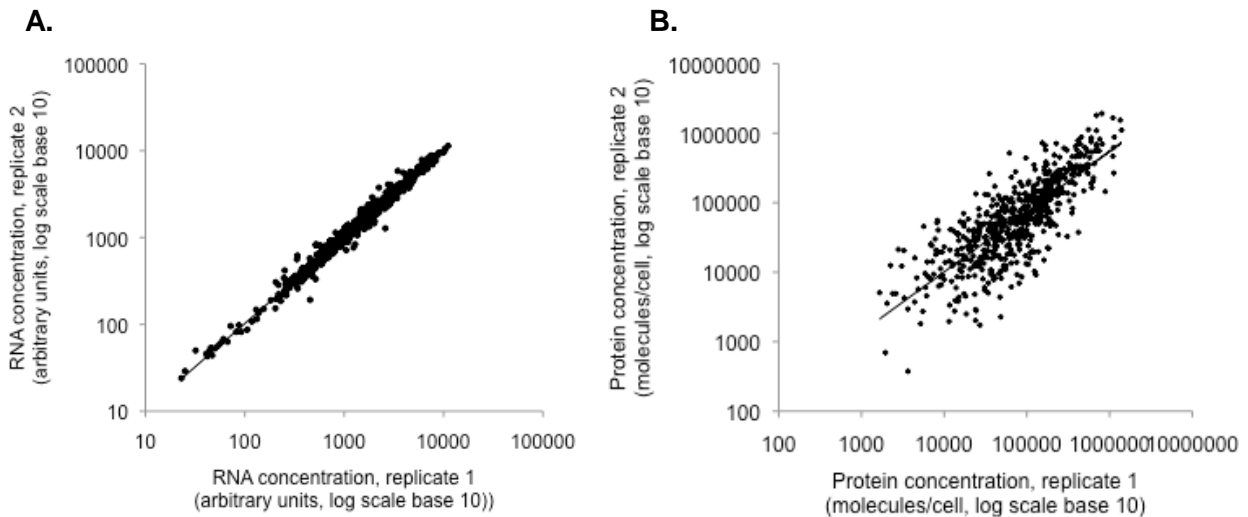 A.
RNA concentration, replicate 2
(arbitrary units, log scale base 10)
100000
10000
1000
100
10
10 100 1000 10000 100000
RNA concentration, replicate 1
(arbitrary units, log scale base 10))
B.
Protein concentration, replicate 2
(molecules/cell, log scale base 10)
10000000
1000000
100000
10000
1000
100
100 1000 10000 100000 1000000 10000000
Protein concentration, replicate 1
(molecules/cell, log scale base 10)